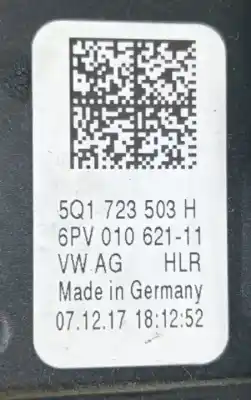 5Q1 723 503 H
6PV 010 621-11
VW AG HLR
Made in Germany
07.12.17 18:12:52